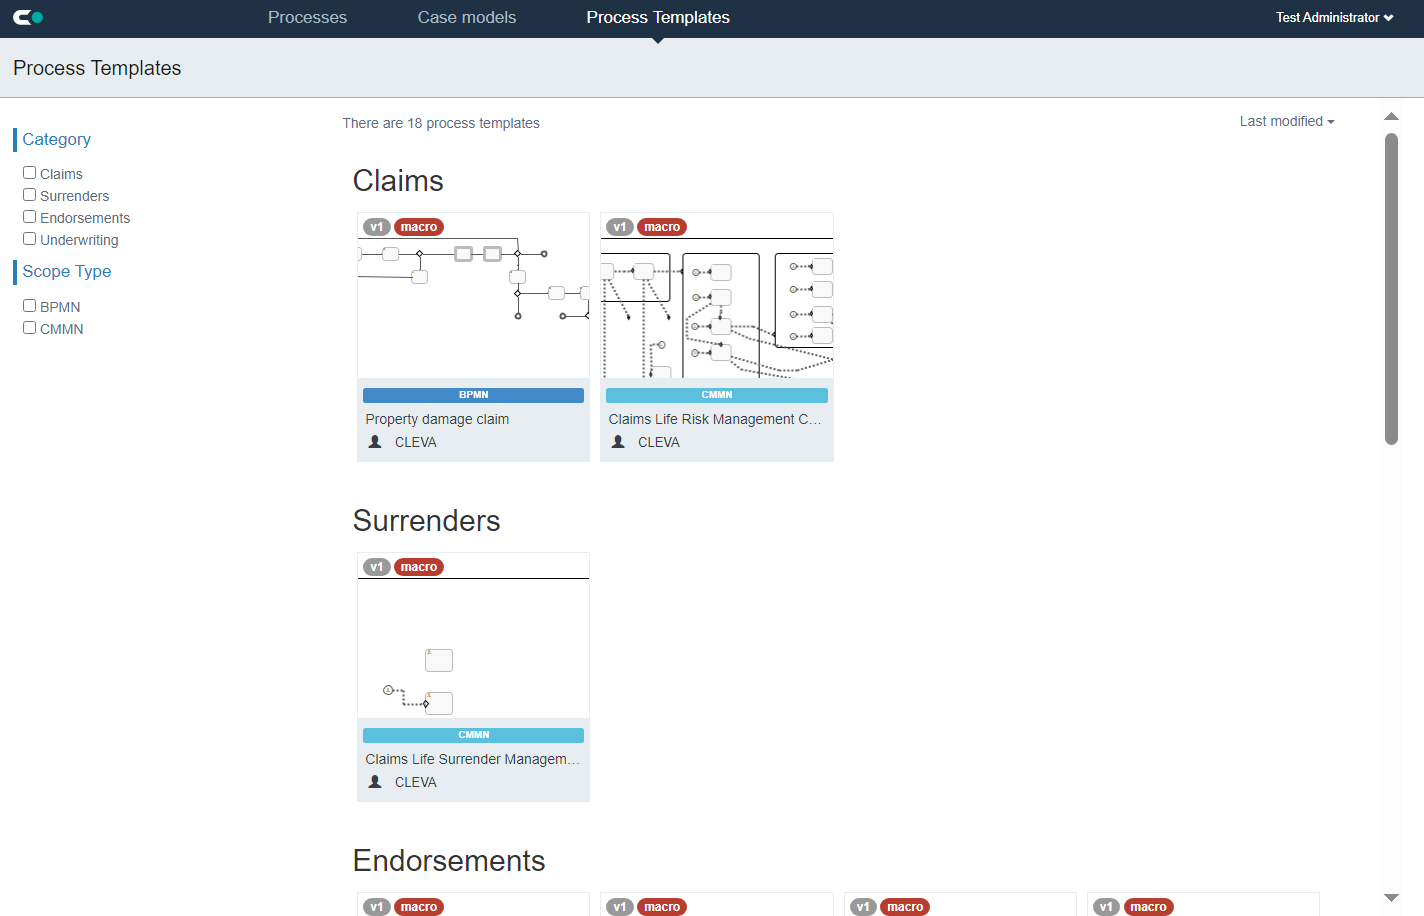 Processes Case models Process Templates Test Administrator
Process Templates
Category
Claims
Surrenders
Endorsements
Underwriting
Scope Type
BPMN
CMMN
There are 18 process templates
Last modified
Claims
v1 macro
BPMN
Property damage claim
CLEVA
v1 macro
CMMN
Claims Life Risk Management C...
CLEVA
Surrenders
v1 macro
CMMN
Claims Life Surrender Managem...
CLEVA
Endorsements
v1 macro
v1 macro
v1 macro
v1 macro